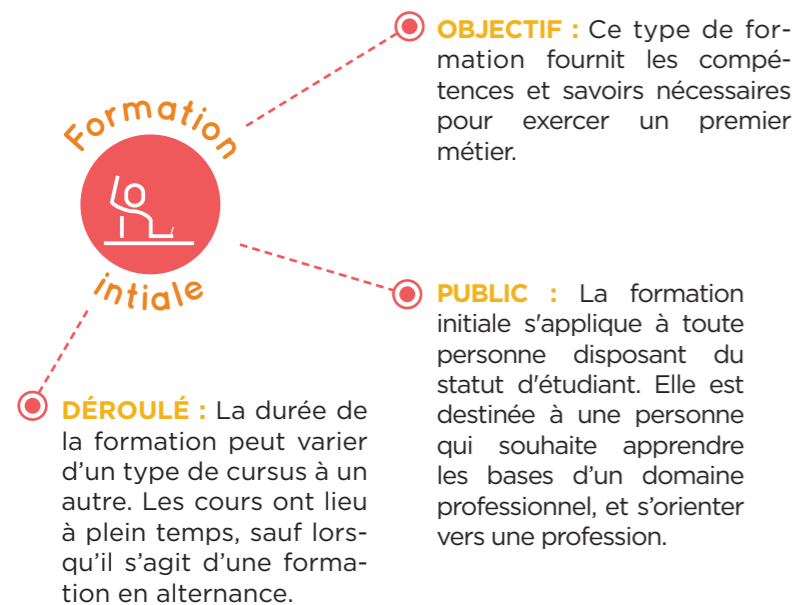 Formation
intiale
OBJECTIF : Ce type de for-
mation fournit les compé-
tences et savoirs nécessaires
pour exercer un premier
métier.
PUBLIC : La formation
initiale s'applique à toute
personne disposant du
statut d'étudiant. Elle est
destinée à une personne
qui souhaite apprendre
les bases d’un domaine
professionnel, et s’orienter
vers une profession.
DÉROULÉ : La durée de
la formation peut varier
d’un type de cursus à un
autre. Les cours ont lieu
à plein temps, sauf lors-
qu’il s’agit d’une forma-
tion en alternance.